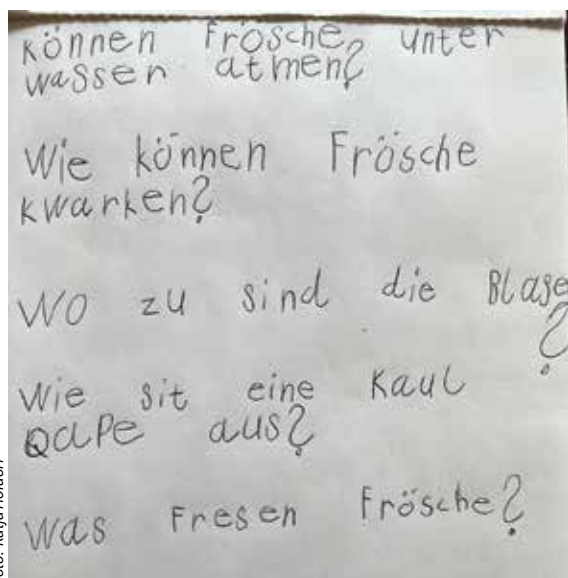 können Frösche unter
wasser atmen?
Wie können Frösche
kwarken?
WO zu sind die Blase
?
Wie sit eine Kaul
Qape aus?
Was Fresen Frösche?